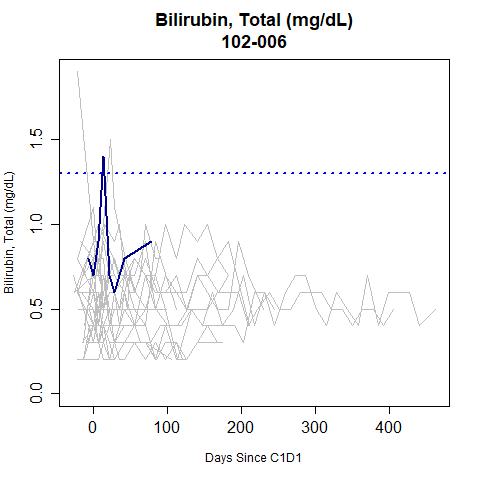 Bilirubin, Total (mg/dL)
102-006
Bilirubin, Total (mg/dL)
1.5
1.0
0.5
0.0
0 100 200 300 400
Days Since C1D1